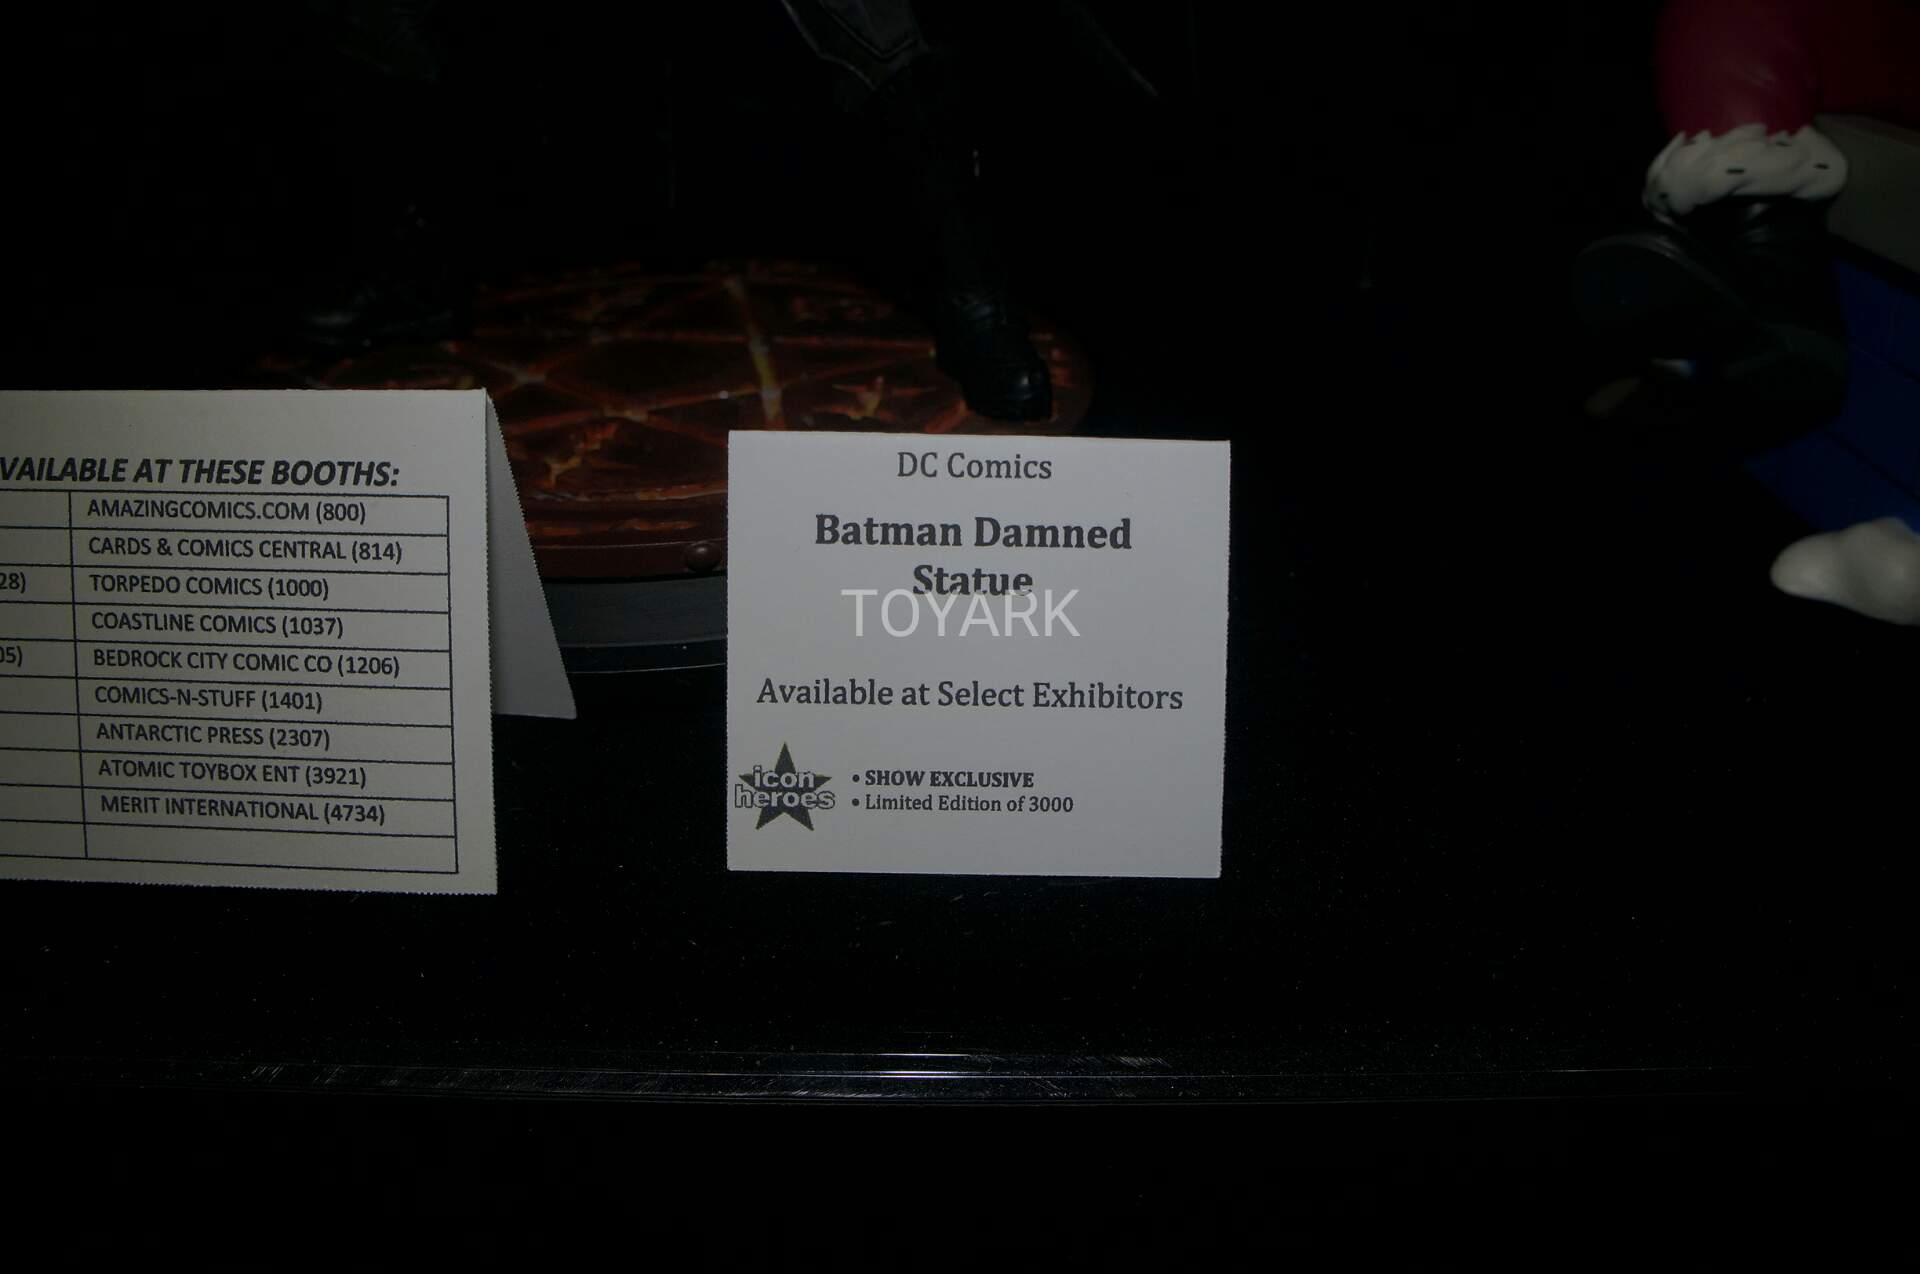 VAILABLE AT THESE BOOTHS:
AMAZINGCOMICS.COM (800)
CARDS & COMICS CENTRAL (814)
28) TORPEDO COMICS (1000)
COASTLINE COMICS (1037)
05) BEDROCK CITY COMIC CO (1206)
COMICS-N-STUFF (1401)
ANTARCTIC PRESS (2307)
ATOMIC TOYBOX ENT (3921)
MERIT INTERNATIONAL (4734)
DC Comics
Batman Damned
Statue
TOYARK
Available at Select Exhibitors
icon
heroes
• SHOW EXCLUSIVE
• Limited Edition of 3000